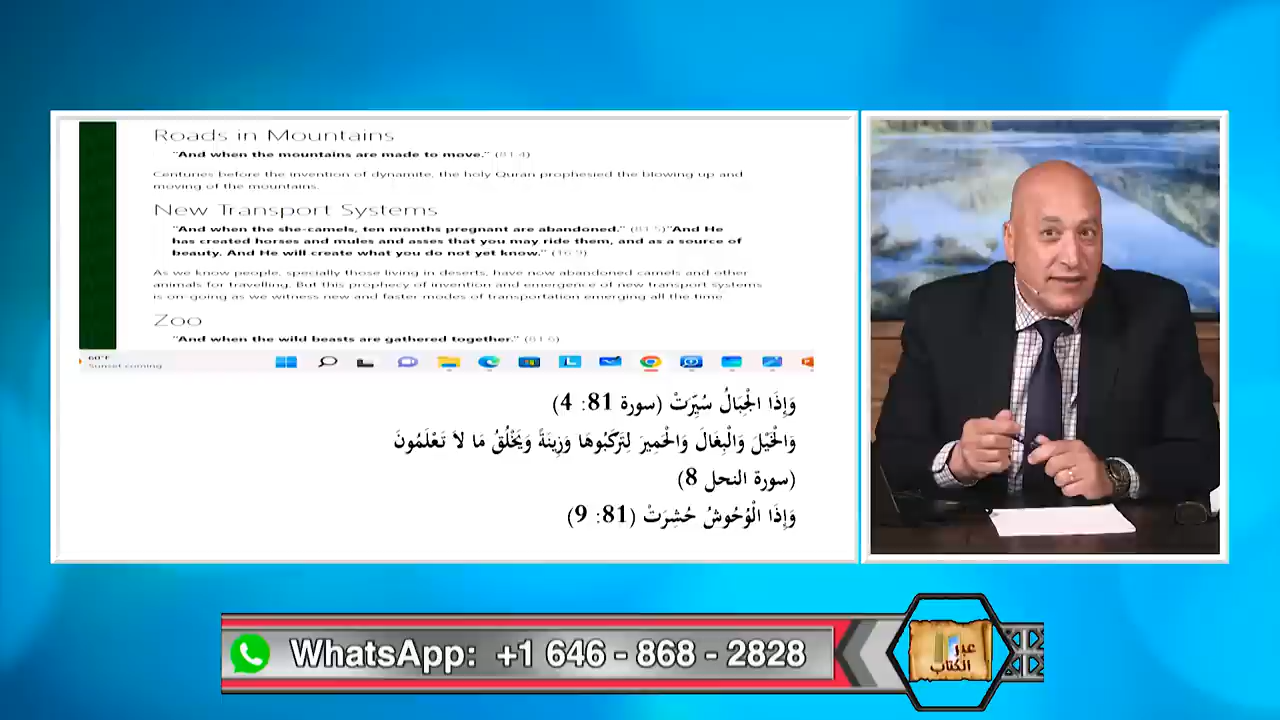 Roads in Mountains
"And when the mountains are made to move." (81:4)
Centuries before the invention of dynamite, the holy Quran prophesied the blowing up and
moving of the mountains.
New Transport Systems
"And when the she-camels, ten months pregnant are abandoned." (81:5)"And He
has created horses and mules and asses that you may ride them, and as a source of
beauty. And He will create what you do not yet know." (16:9)
As we know people, specially those living in deserts, have now abandoned camels and other
animals for travelling. But this prophecy of invention and emergence of new transport systems
is on-going as we witness new and faster modes of transportation emerging all the time
Zoo
"And when the wild beasts are gathered together." (81:6)
60°F
Sunset coming
وَإِذَا الْجِبَالُ سُيِّرَتْ (سورة 81: 4)
وَالْخَيْلَ وَالْبِغَالَ وَالْحَمِيرَ لِتَرْكَبُوهَا وَزِينَةً وَيَخْلُقُ مَا لاَ تَعْلَمُونَ
(سورة النحل 8)
وَإِذَا الْوُحُوشُ حُشِرَتْ (81: 9)
WhatsApp: +1 646 - 868 - 2828
عبر
الكتاب